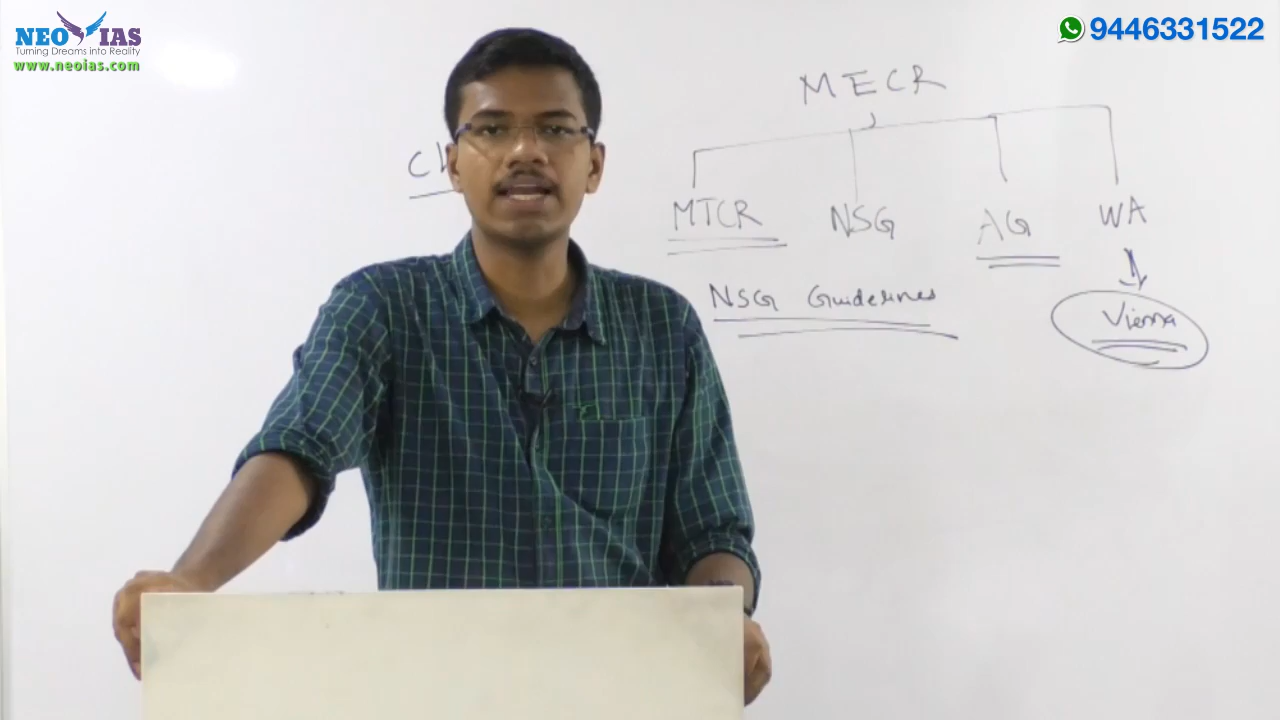 NEO IAS
Turning Dreams into Reality
www.neoias.com
9446331522
MECR
MTCR NSG AG WA
NSG Guidelines
Vienna